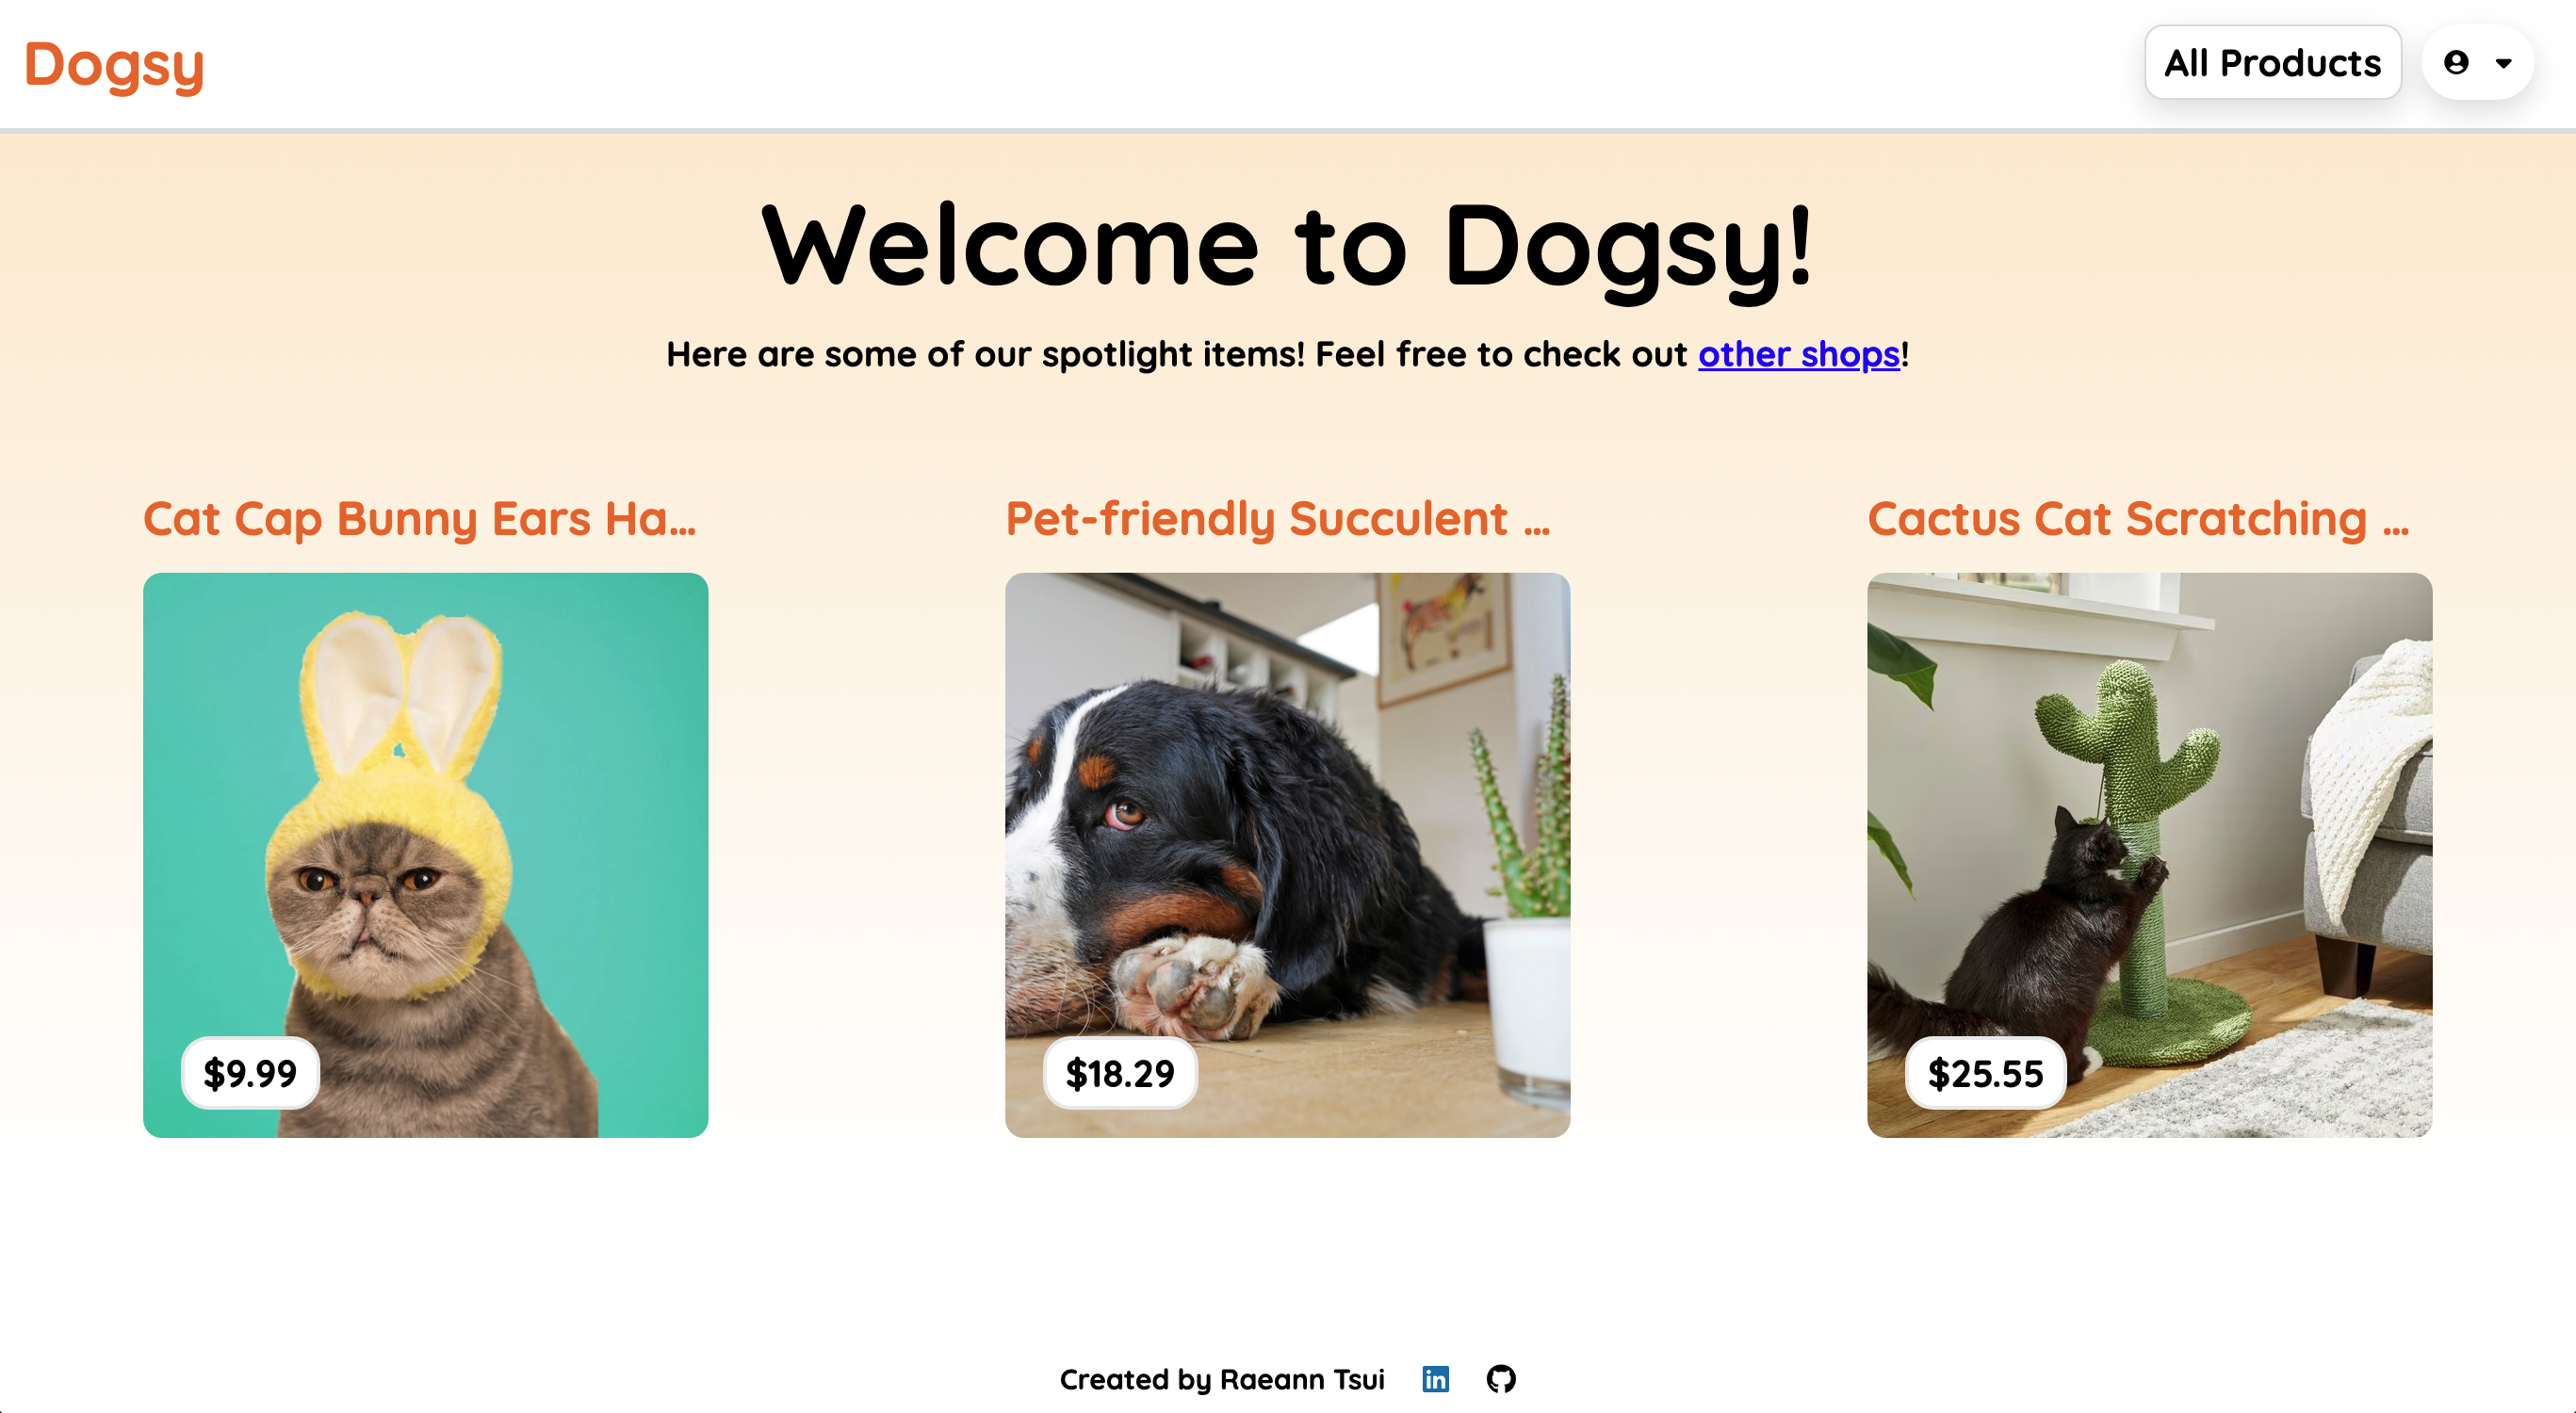 Dogsy
All Products
Welcome to Dogsy!
Here are some of our spotlight items! Feel free to check out other shops!
Cat Cap Bunny Ears Ha...
Pet-friendly Succulent ...
Cactus Cat Scratching ...
$9.99
$18.29
$25.55
Created by Raeann Tsui
in